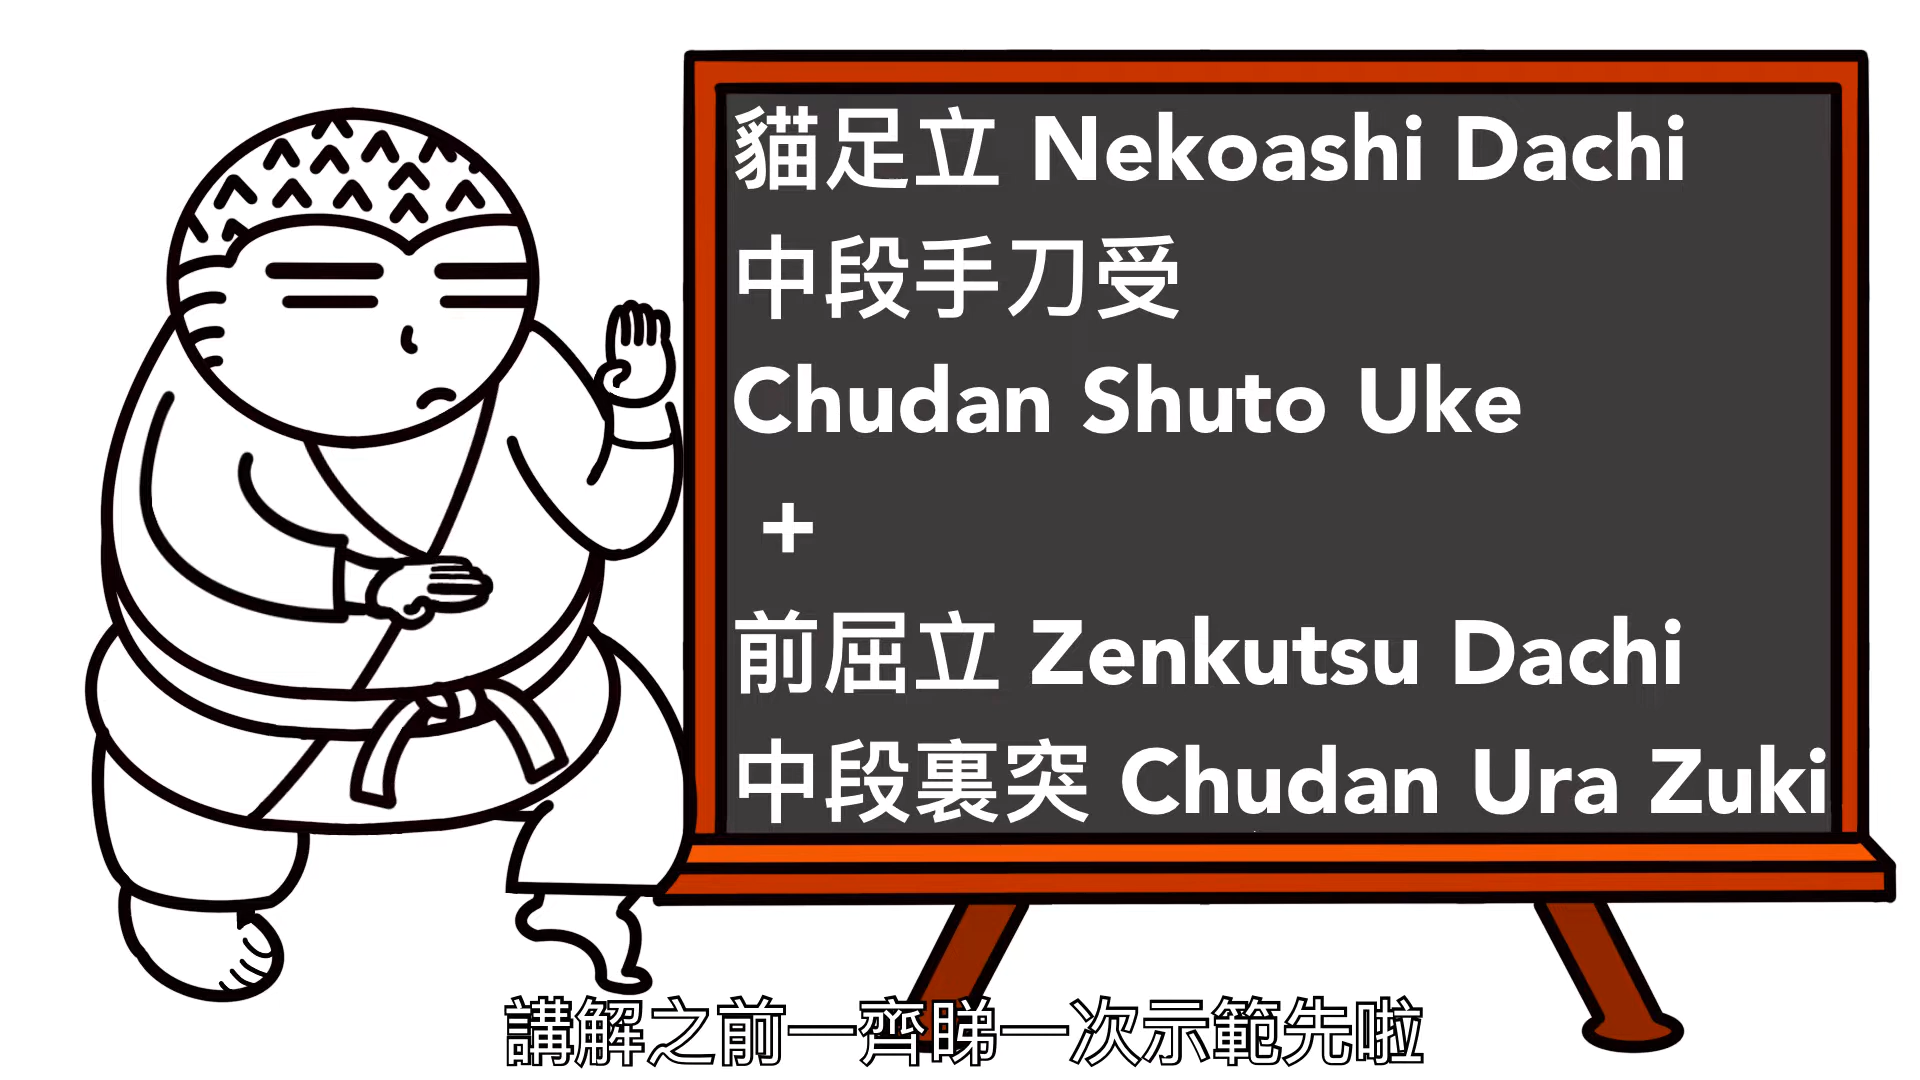 貓足立 Nekoashi Dachi
中段手刀受
Chudan Shuto Uke
+
前屈立 Zenkutsu Dachi
中段裏突 Chudan Ura Zuki
講解之前一齊睇一次示範先啦